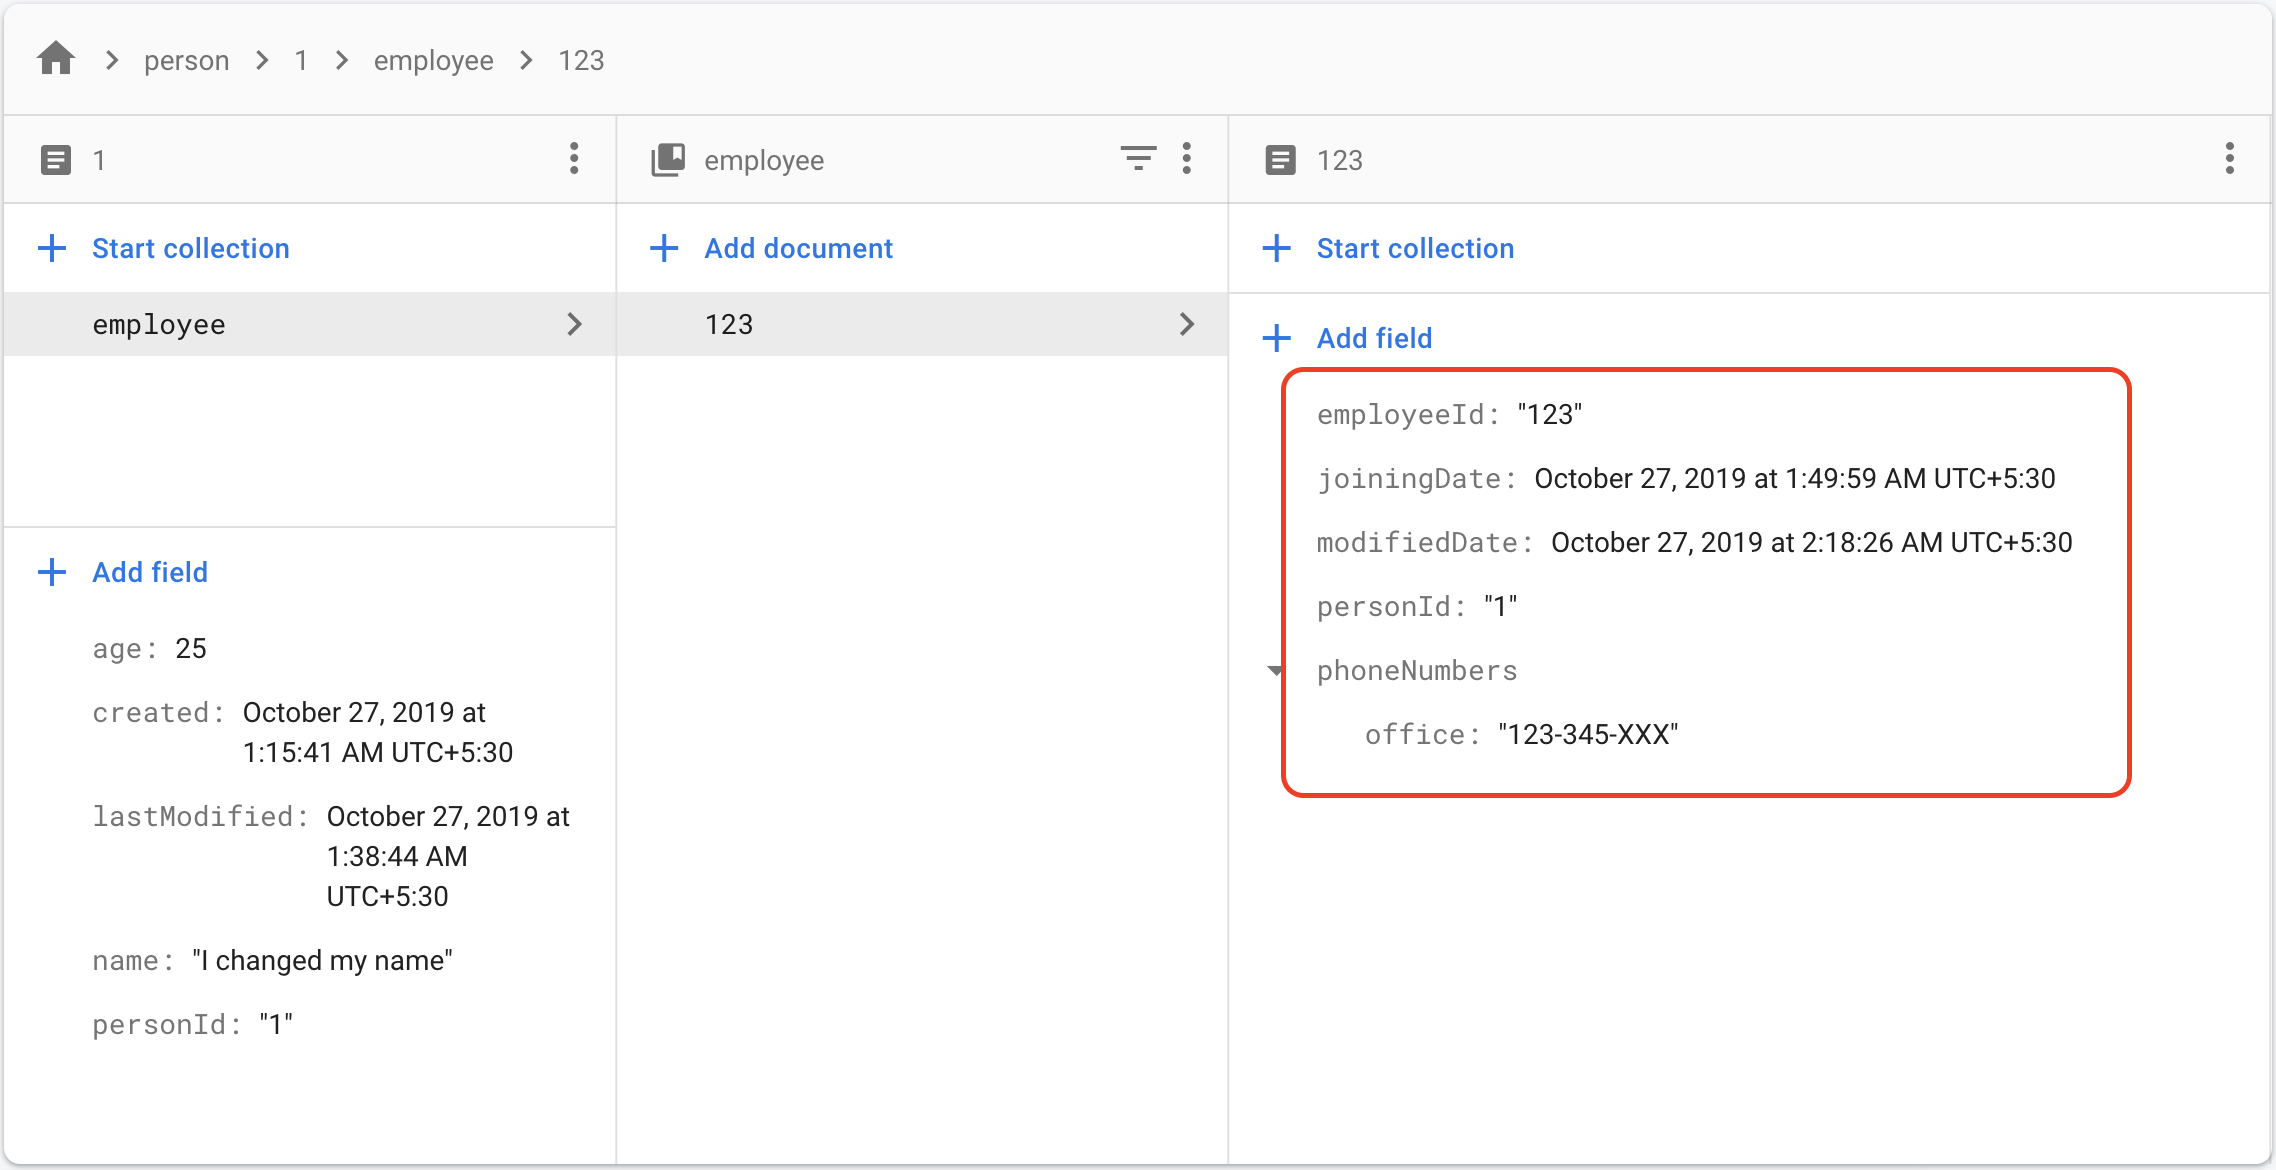 person 1 employee 123
1
Start collection
employee
Add field
age: 25
created: October 27, 2019 at
1:15:41 AM UTC+5:30
lastModified: October 27, 2019 at
1:38:44 AM
UTC+5:30
name: "I changed my name"
personId: "1"
employee
Add document
123
123
Start collection
Add field
employeeId: "123"
joiningDate: October 27, 2019 at 1:49:59 AM UTC+5:30
modifiedDate: October 27, 2019 at 2:18:26 AM UTC+5:30
personId: "1"
phoneNumbers
office: "123-345-XXX"